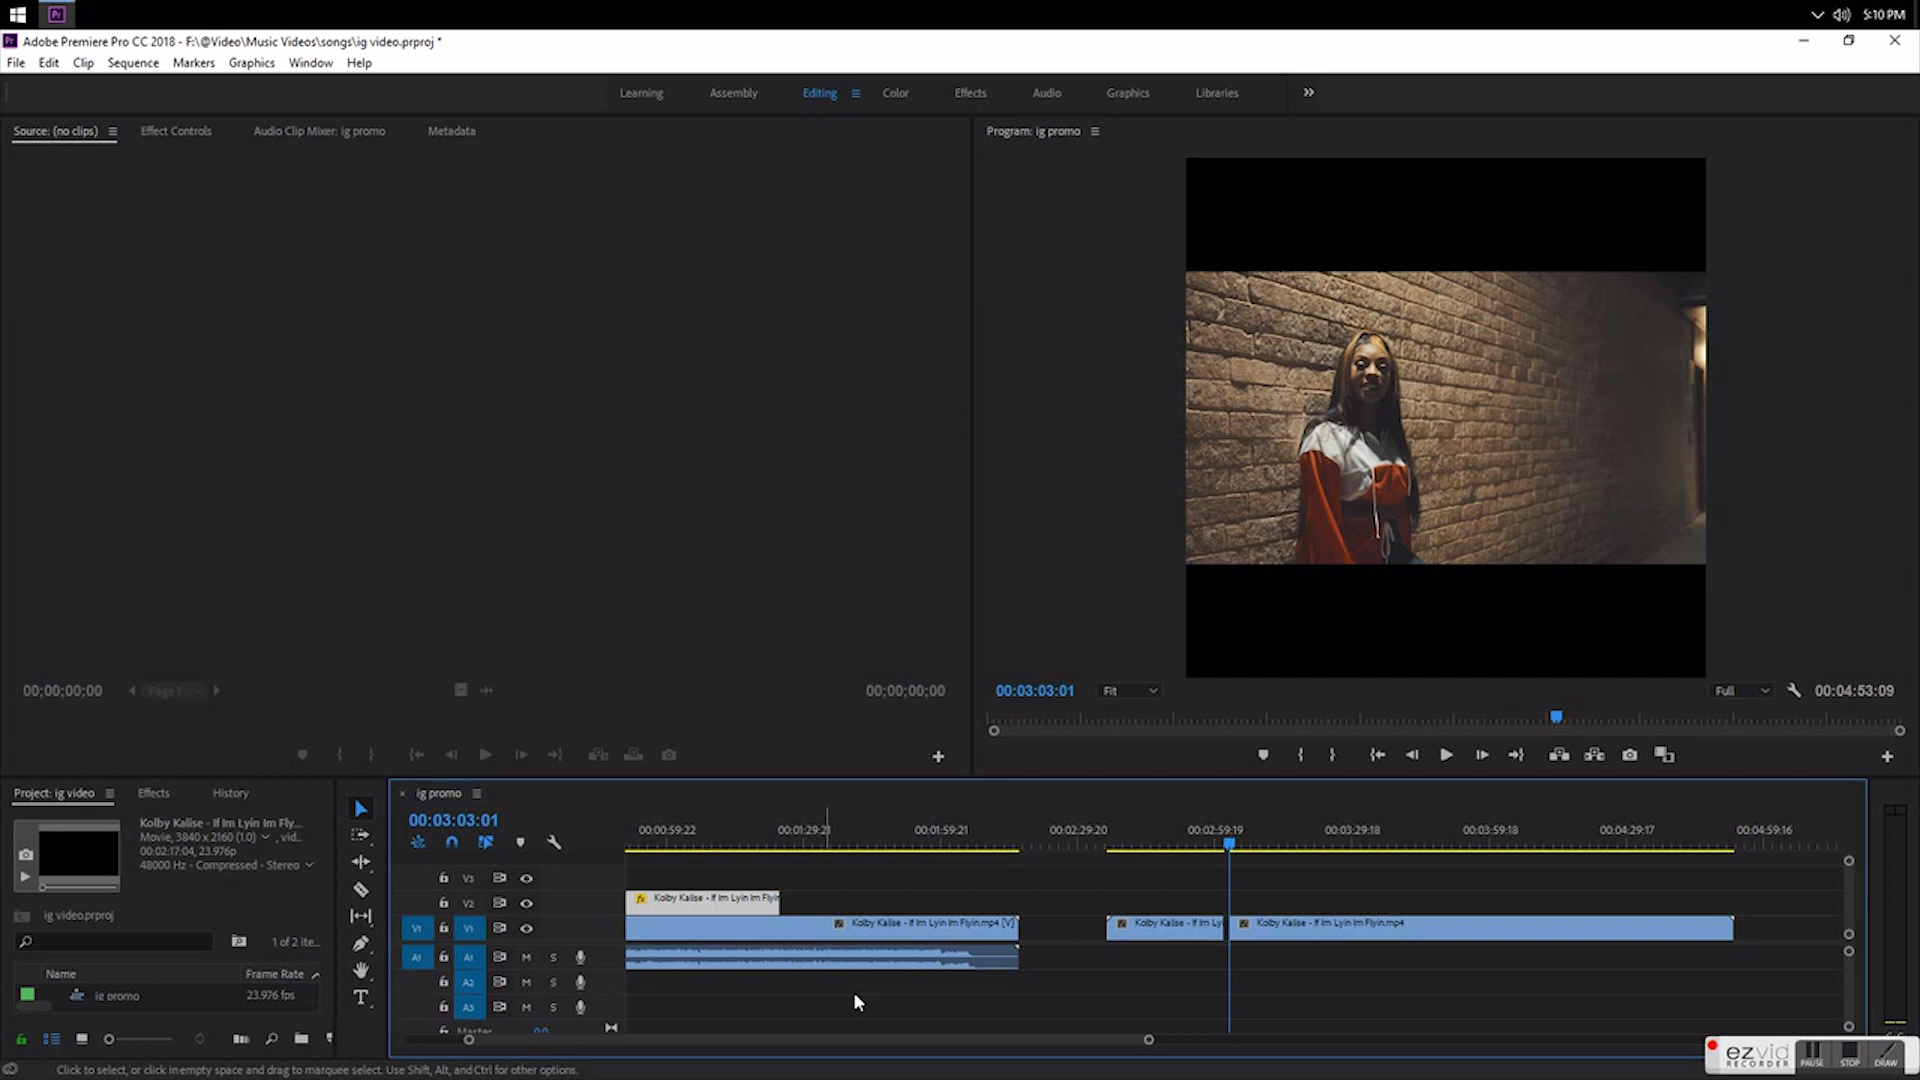 5:10 PM
Adobe Premiere Pro CC 2018 - F:\@Video\Music Videos\songs\ig video.prproj *
File Edit Clip Sequence Markers Graphics Window Help
Learning Assembly Editing Color Effects Audio Graphics Libraries
Source: (no clips) Effect Controls Audio Clip Mixer: ig promo Metadata
Program: ig promo
00;00;00;00 Page 1 00;00;00;00
00:03:03:01 Fit Full 00:04:53:09
Project: ig video Effects History
Kolby Kalise - If Im Lyin Im Fly...
Movie, 3840 x 2160 (1.0) , vid...
00:02:17:04, 23.976p
48000 Hz - Compressed - Stereo
ig video.prproj
1 of 2 ite...
Name Frame Rate
ig promo 23.976 fps
ig promo
00:03:03:01
00:00:59:22 00:01:29:21 00:01:59:21 00:02:29:20 00:02:59:19 00:03:29:18 00:03:59:18 00:04:29:17 00:04:59:16
V3
V2 Kolby Kalise - If Im Lyin Im Flyin
V1 V1 Kolby Kalise - If Im Lyin Im Flyin.mp4 [V] Kolby Kalise - If Im Ly Kolby Kalise - If Im Lyin Im Flyin.mp4
A1 A1 M S
A2 M S
A3 M S
Master 0.0
Click to select, or click in empty space and drag to marquee select. Use Shift, Alt, and Ctrl for other options.
ezvid
RECORDER
PAUSE STOP DRAW